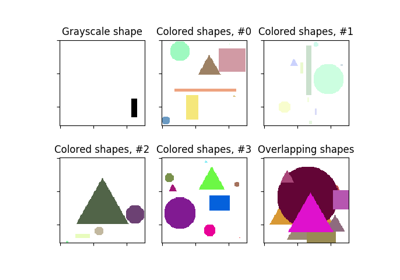 Grayscale shape
Colored shapes, #0
Colored shapes, #1
Colored shapes, #2
Colored shapes, #3
Overlapping shapes